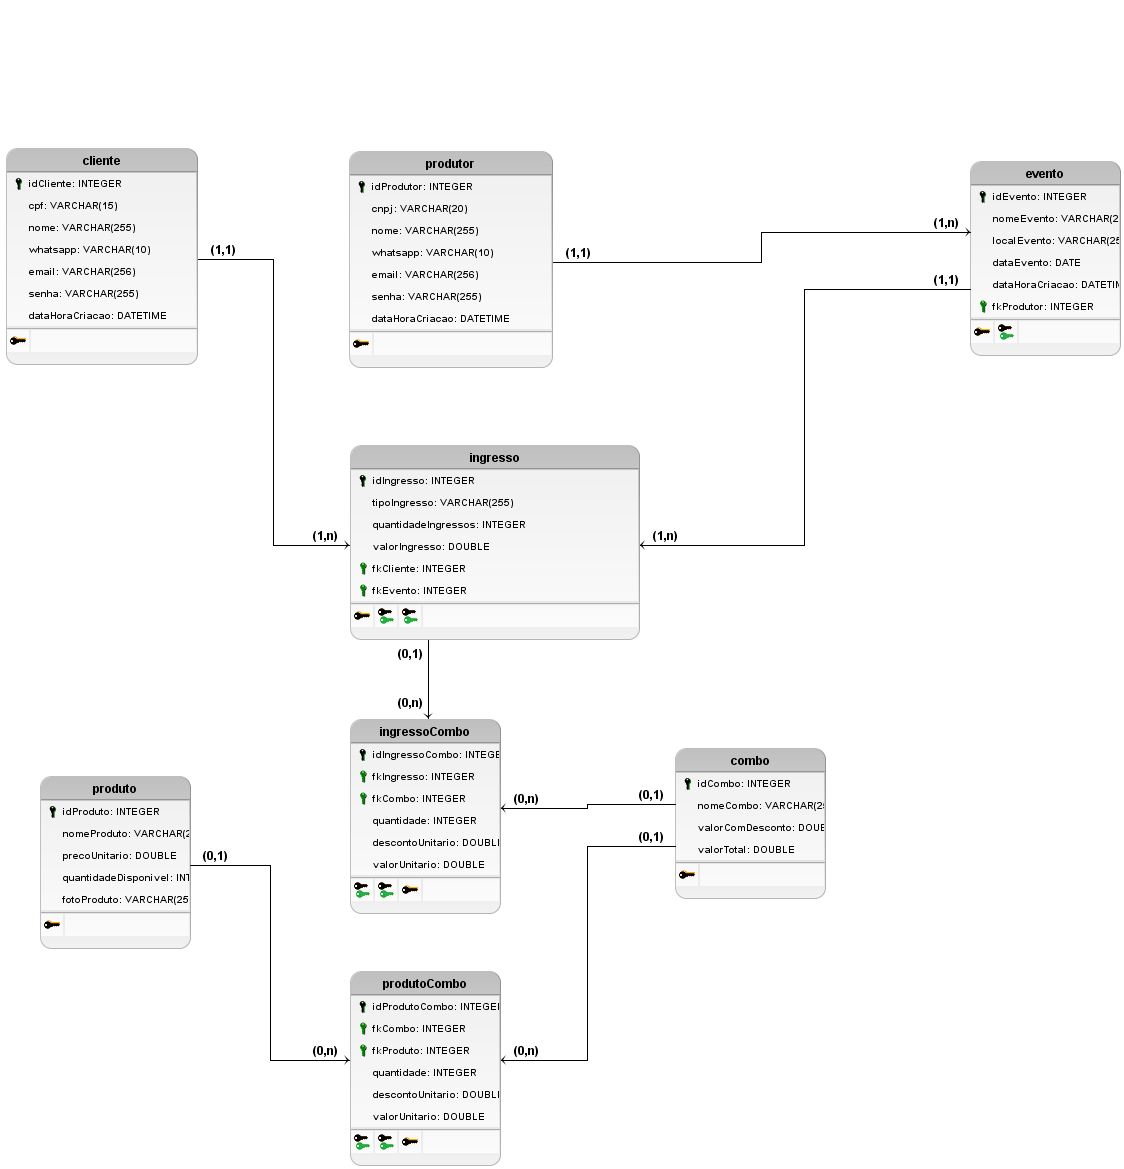 cliente
idCliente: INTEGER
cpf: VARCHAR(15)
nome: VARCHAR(255)
whatsapp: VARCHAR(10)
email: VARCHAR(256)
senha: VARCHAR(255)
dataHoraCriacao: DATETIME
(1,1)
produtor
idProdutor: INTEGER
cnpj: VARCHAR(20)
nome: VARCHAR(255)
whatsapp: VARCHAR(10)
email: VARCHAR(256)
senha: VARCHAR(255)
dataHoraCriacao: DATETIME
(1,1)
(1,n)
evento
idEvento: INTEGER
nomeEvento: VARCHAR(2
localEvento: VARCHAR(25
dataEvento: DATE
dataHoraCriacao: DATETIM
fkProdutor: INTEGER
(1,1)
(1,n)
ingresso
idIngresso: INTEGER
tipoIngresso: VARCHAR(255)
quantidadeIngressos: INTEGER
valorIngresso: DOUBLE
fkCliente: INTEGER
fkEvento: INTEGER
(1,n)
(0,1)
(0,n)
ingressoCombo
idIngressoCombo: INTEGE
fkIngresso: INTEGER
fkCombo: INTEGER
quantidade: INTEGER
descontoUnitario: DOUBL
valorUnitario: DOUBLE
(0,n)
(0,1)
combo
idCombo: INTEGER
nomeCombo: VARCHAR(2
valorComDesconto: DOUB
valorTotal: DOUBLE
(0,1)
produto
idProduto: INTEGER
nomeProduto: VARCHAR(2
precoUnitario: DOUBLE
quantidadeDisponivel: INT
fotoProduto: VARCHAR(25
(0,1)
(0,n)
produtoCombo
idProdutoCombo: INTEGE
fkCombo: INTEGER
fkProduto: INTEGER
quantidade: INTEGER
descontoUnitario: DOUBL
valorUnitario: DOUBLE
(0,n)